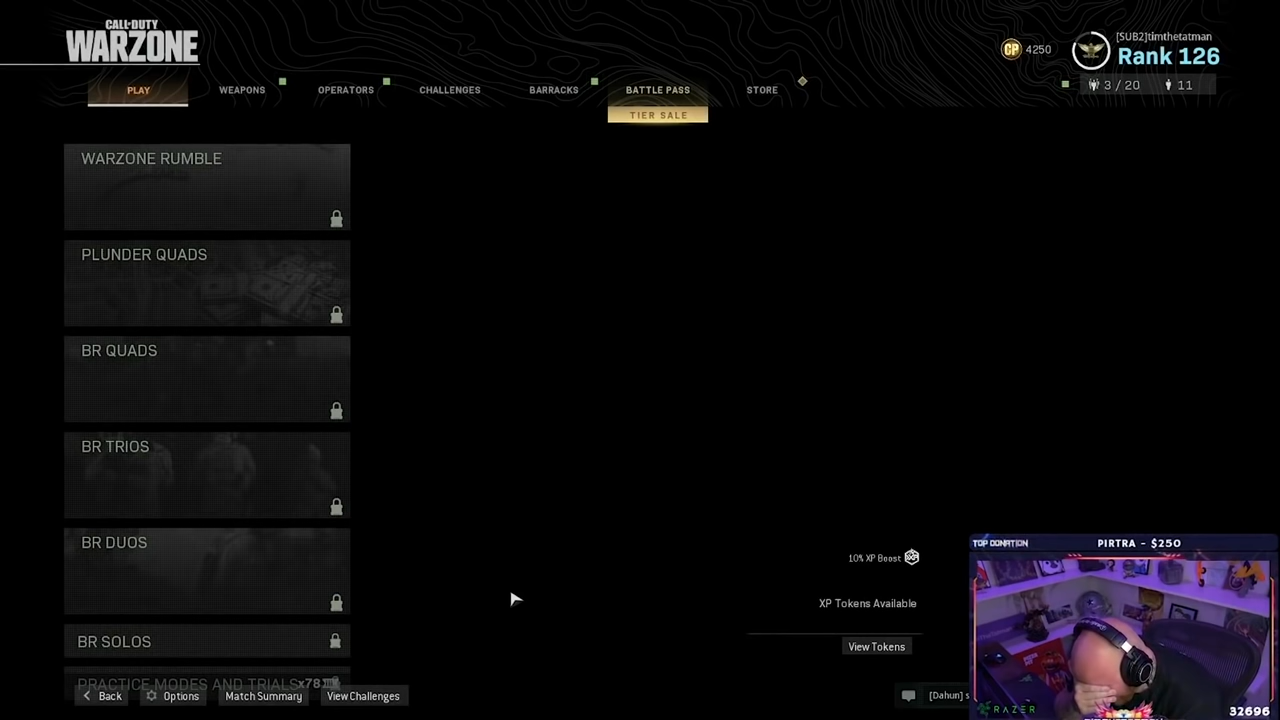 CALL OF DUTY
WARZONE
CP 4250
[SUB2]timthetatman
Rank 126
3 / 20
11
PLAY
WEAPONS
OPERATORS
CHALLENGES
BARRACKS
BATTLE PASS
STORE
TIER SALE
WARZONE RUMBLE
PLUNDER QUADS
BR QUADS
BR TRIOS
BR DUOS
BR SOLOS
PRACTICE MODES AND TRIALS
x78
10% XP Boost
XP Tokens Available
View Tokens
Back
Options
Match Summary
View Challenges
[Dahun] s
TOP DONATION
PIRTRA - $250
RAZER
32696